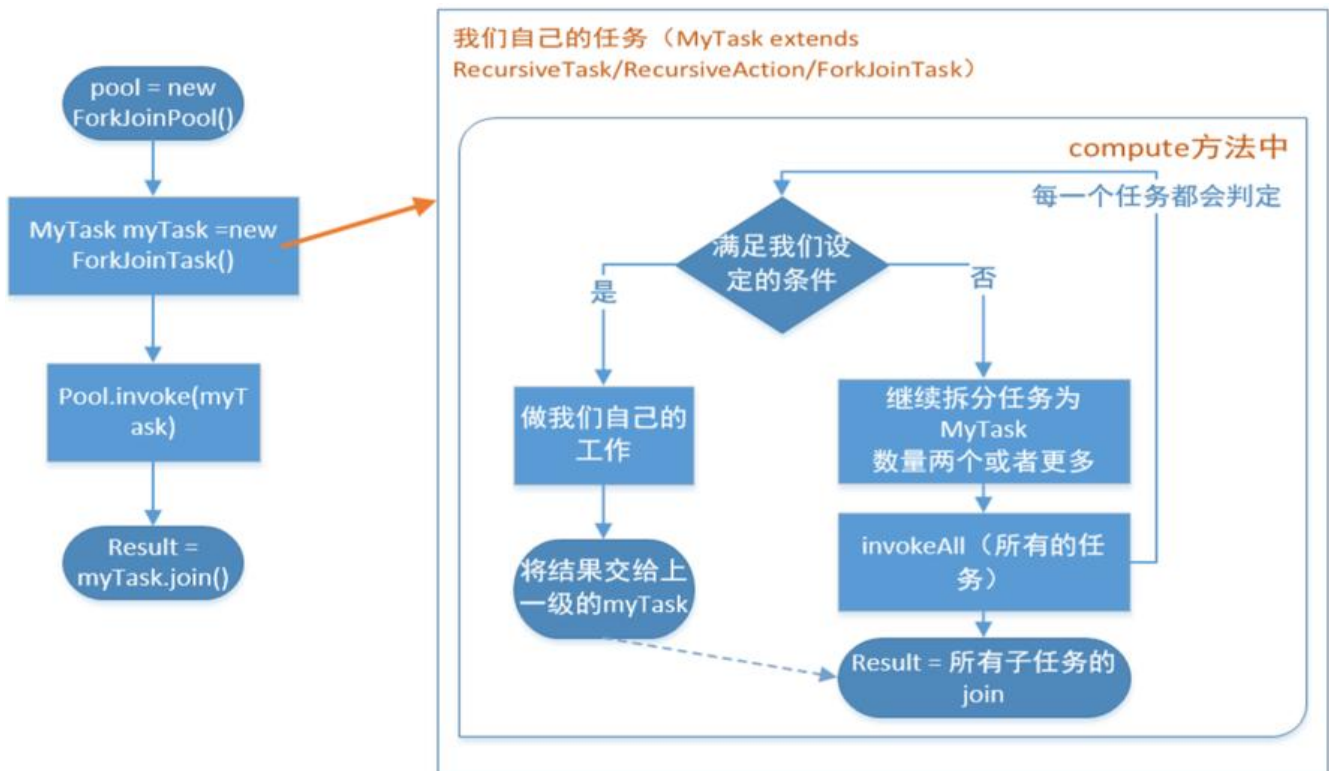 pool = new
ForkJoinPool()
MyTask myTask =new
ForkJoinTask()
Pool.invoke(myT
ask)
Result =
myTask.join()
我们自己的任务（MyTask extends
RecursiveTask/RecursiveAction/ForkJoinTask）
compute方法中
每一个任务都会判定
满足我们设
定的条件
是
否
做我们自己的
工作
将结果交给上
一级的myTask
继续拆分任务为
MyTask
数量两个或者更多
invokeAll（所有的任
务）
Result = 所有子任务的
join